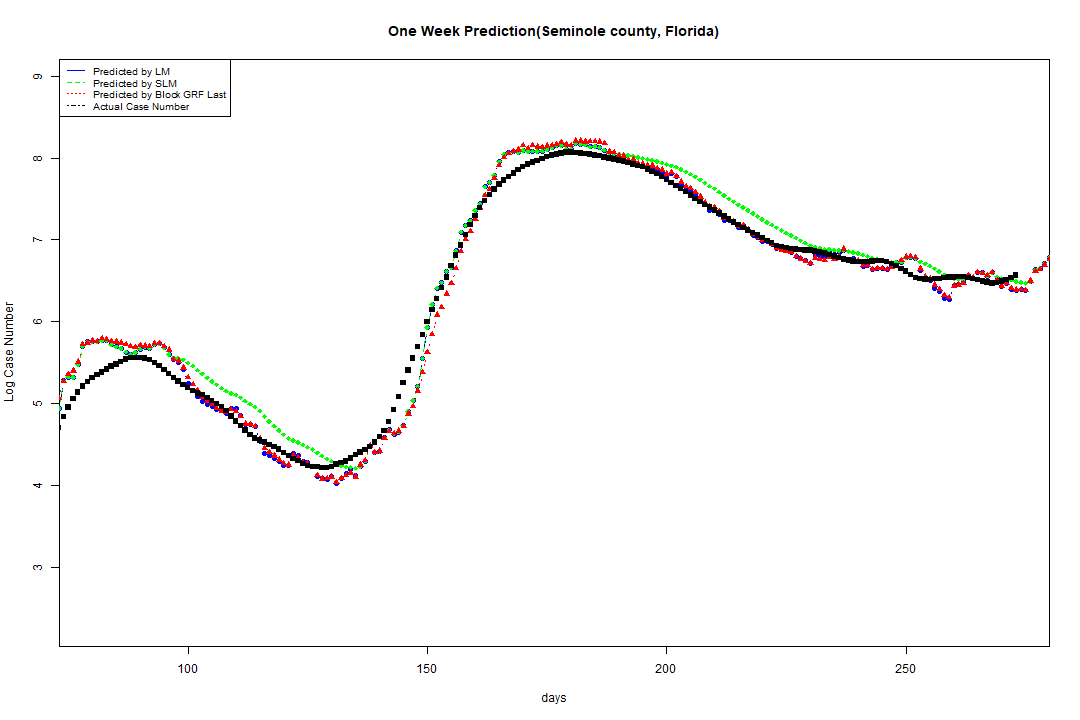 One Week Prediction(Seminole county, Florida)
Predicted by LM
Predicted by SLM
Predicted by Block GRF Last
Actual Case Number
9
8
7
6
5
4
3
Log Case Number
100 150 200 250
days